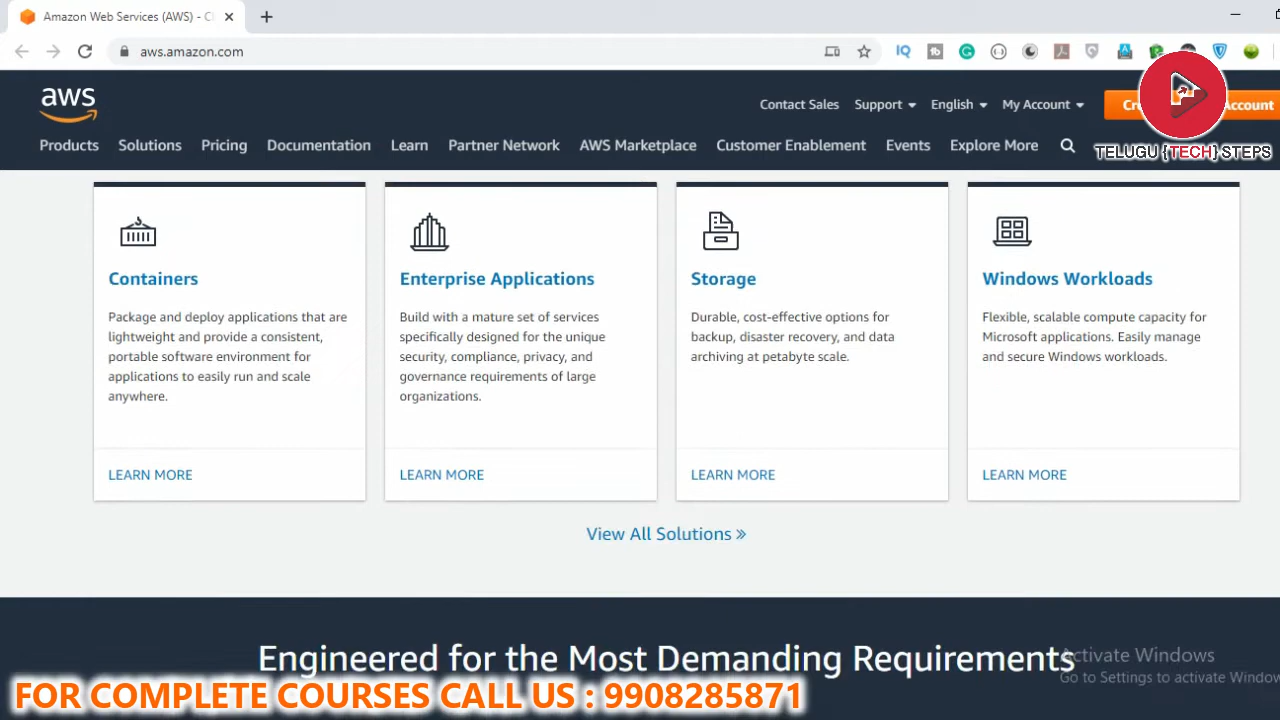 Amazon Web Services (AWS) - C
aws.amazon.com
IQ
aws
Contact Sales
Support
English
My Account
Account
Products
Solutions
Pricing
Documentation
Learn
Partner Network
AWS Marketplace
Customer Enablement
Events
Explore More
TELUGU {TECH} STEPS
Containers
Package and deploy applications that are
lightweight and provide a consistent,
portable software environment for
applications to easily run and scale
anywhere.
LEARN MORE
Enterprise Applications
Build with a mature set of services
specifically designed for the unique
security, compliance, privacy, and
governance requirements of large
organizations.
LEARN MORE
Storage
Durable, cost-effective options for
backup, disaster recovery, and data
archiving at petabyte scale.
LEARN MORE
Windows Workloads
Flexible, scalable compute capacity for
Microsoft applications. Easily manage
and secure Windows workloads.
LEARN MORE
View All Solutions »
Engineered for the Most Demanding Requirements
Activate Windows
Go to Settings to activate Window
FOR COMPLETE COURSES CALL US : 9908285871